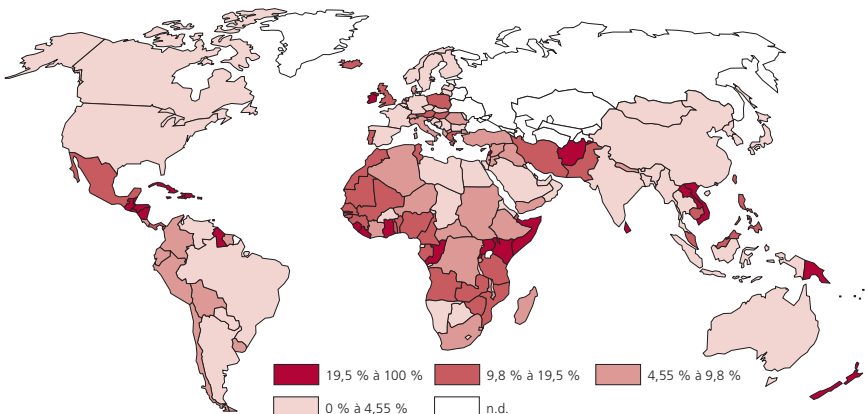 19,5 % à 100 % 9,8 % à 19,5 % 4,55 % à 9,8 %
0 % à 4,55 % n.d.